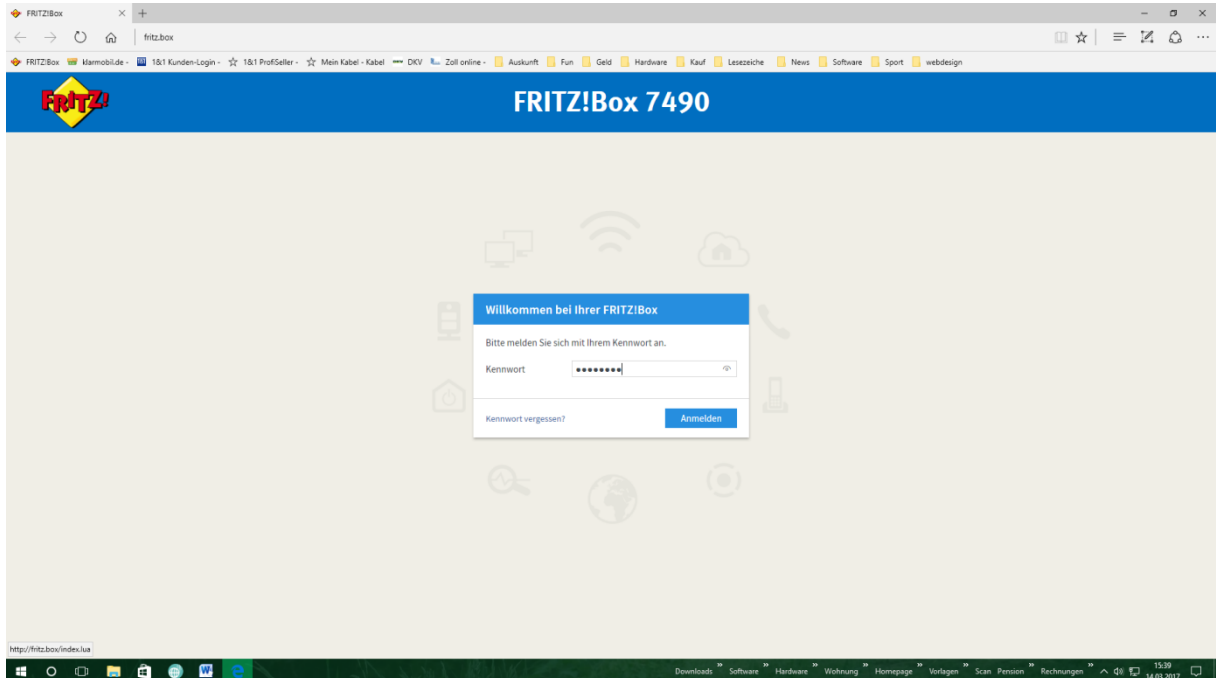 FRITZ!Box
fritz.box
FRITZ!Box klarmobil.de - 1&1 Kunden-Login - 1&1 ProfiSeller - Mein Kabel - Kabel DKV Zoll online - Auskunft Fun Geld Hardware Kauf Lesezeiche News Software Sport webdesign
FRITZ! FRITZ!Box 7490
Willkommen bei Ihrer FRITZ!Box
Bitte melden Sie sich mit Ihrem Kennwort an.
Kennwort ••••••••
Kennwort vergessen? Anmelden
http://fritz.box/index.lua
Downloads » Software » Hardware » Wohnung » Homepage » Vorlagen » Scan Pension » Rechnungen » 15:39
14.03.2017